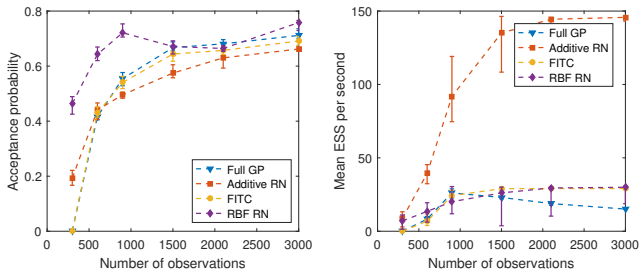 Acceptance probability
0.8
0.6
0.4
0.2
0
0
500
1000
1500
2000
2500
3000
Number of observations
Full GP
Additive RN
FITC
RBF RN
Mean ESS per second
150
100
50
0
0
500
1000
1500
2000
2500
3000
Number of observations
Full GP
Additive RN
FITC
RBF RN